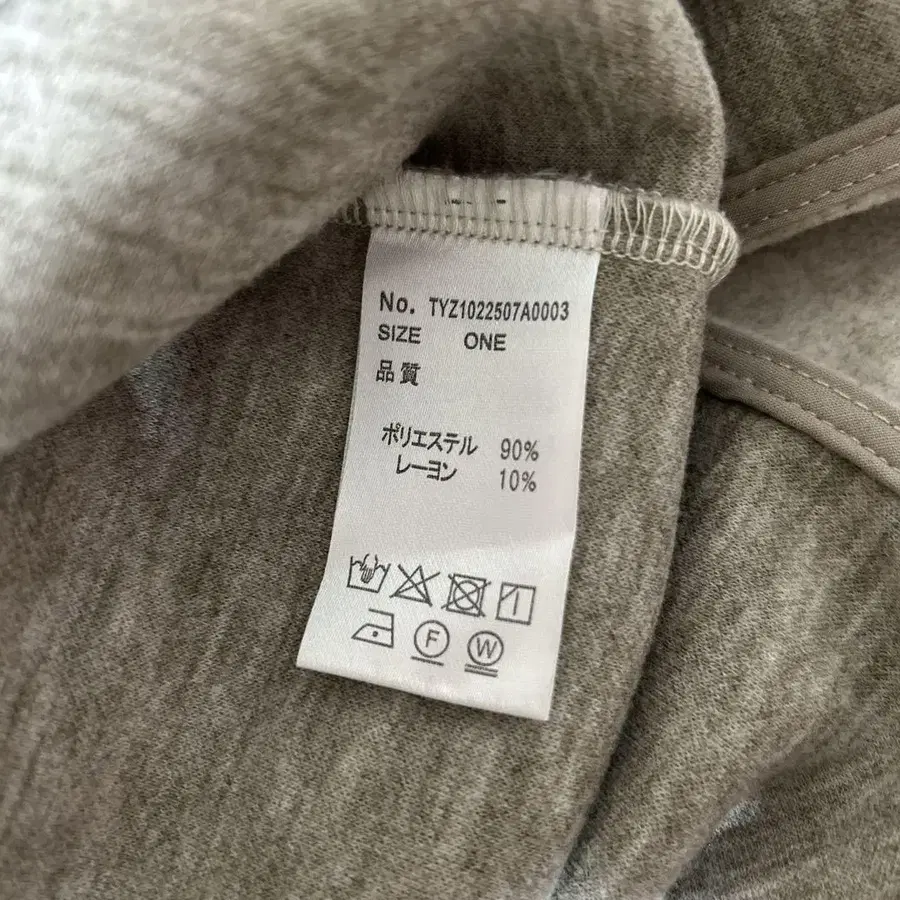 No. TYZ1022507A0003
SIZE ONE
品質
ポリエステル 90%
レーヨン 10%
F W